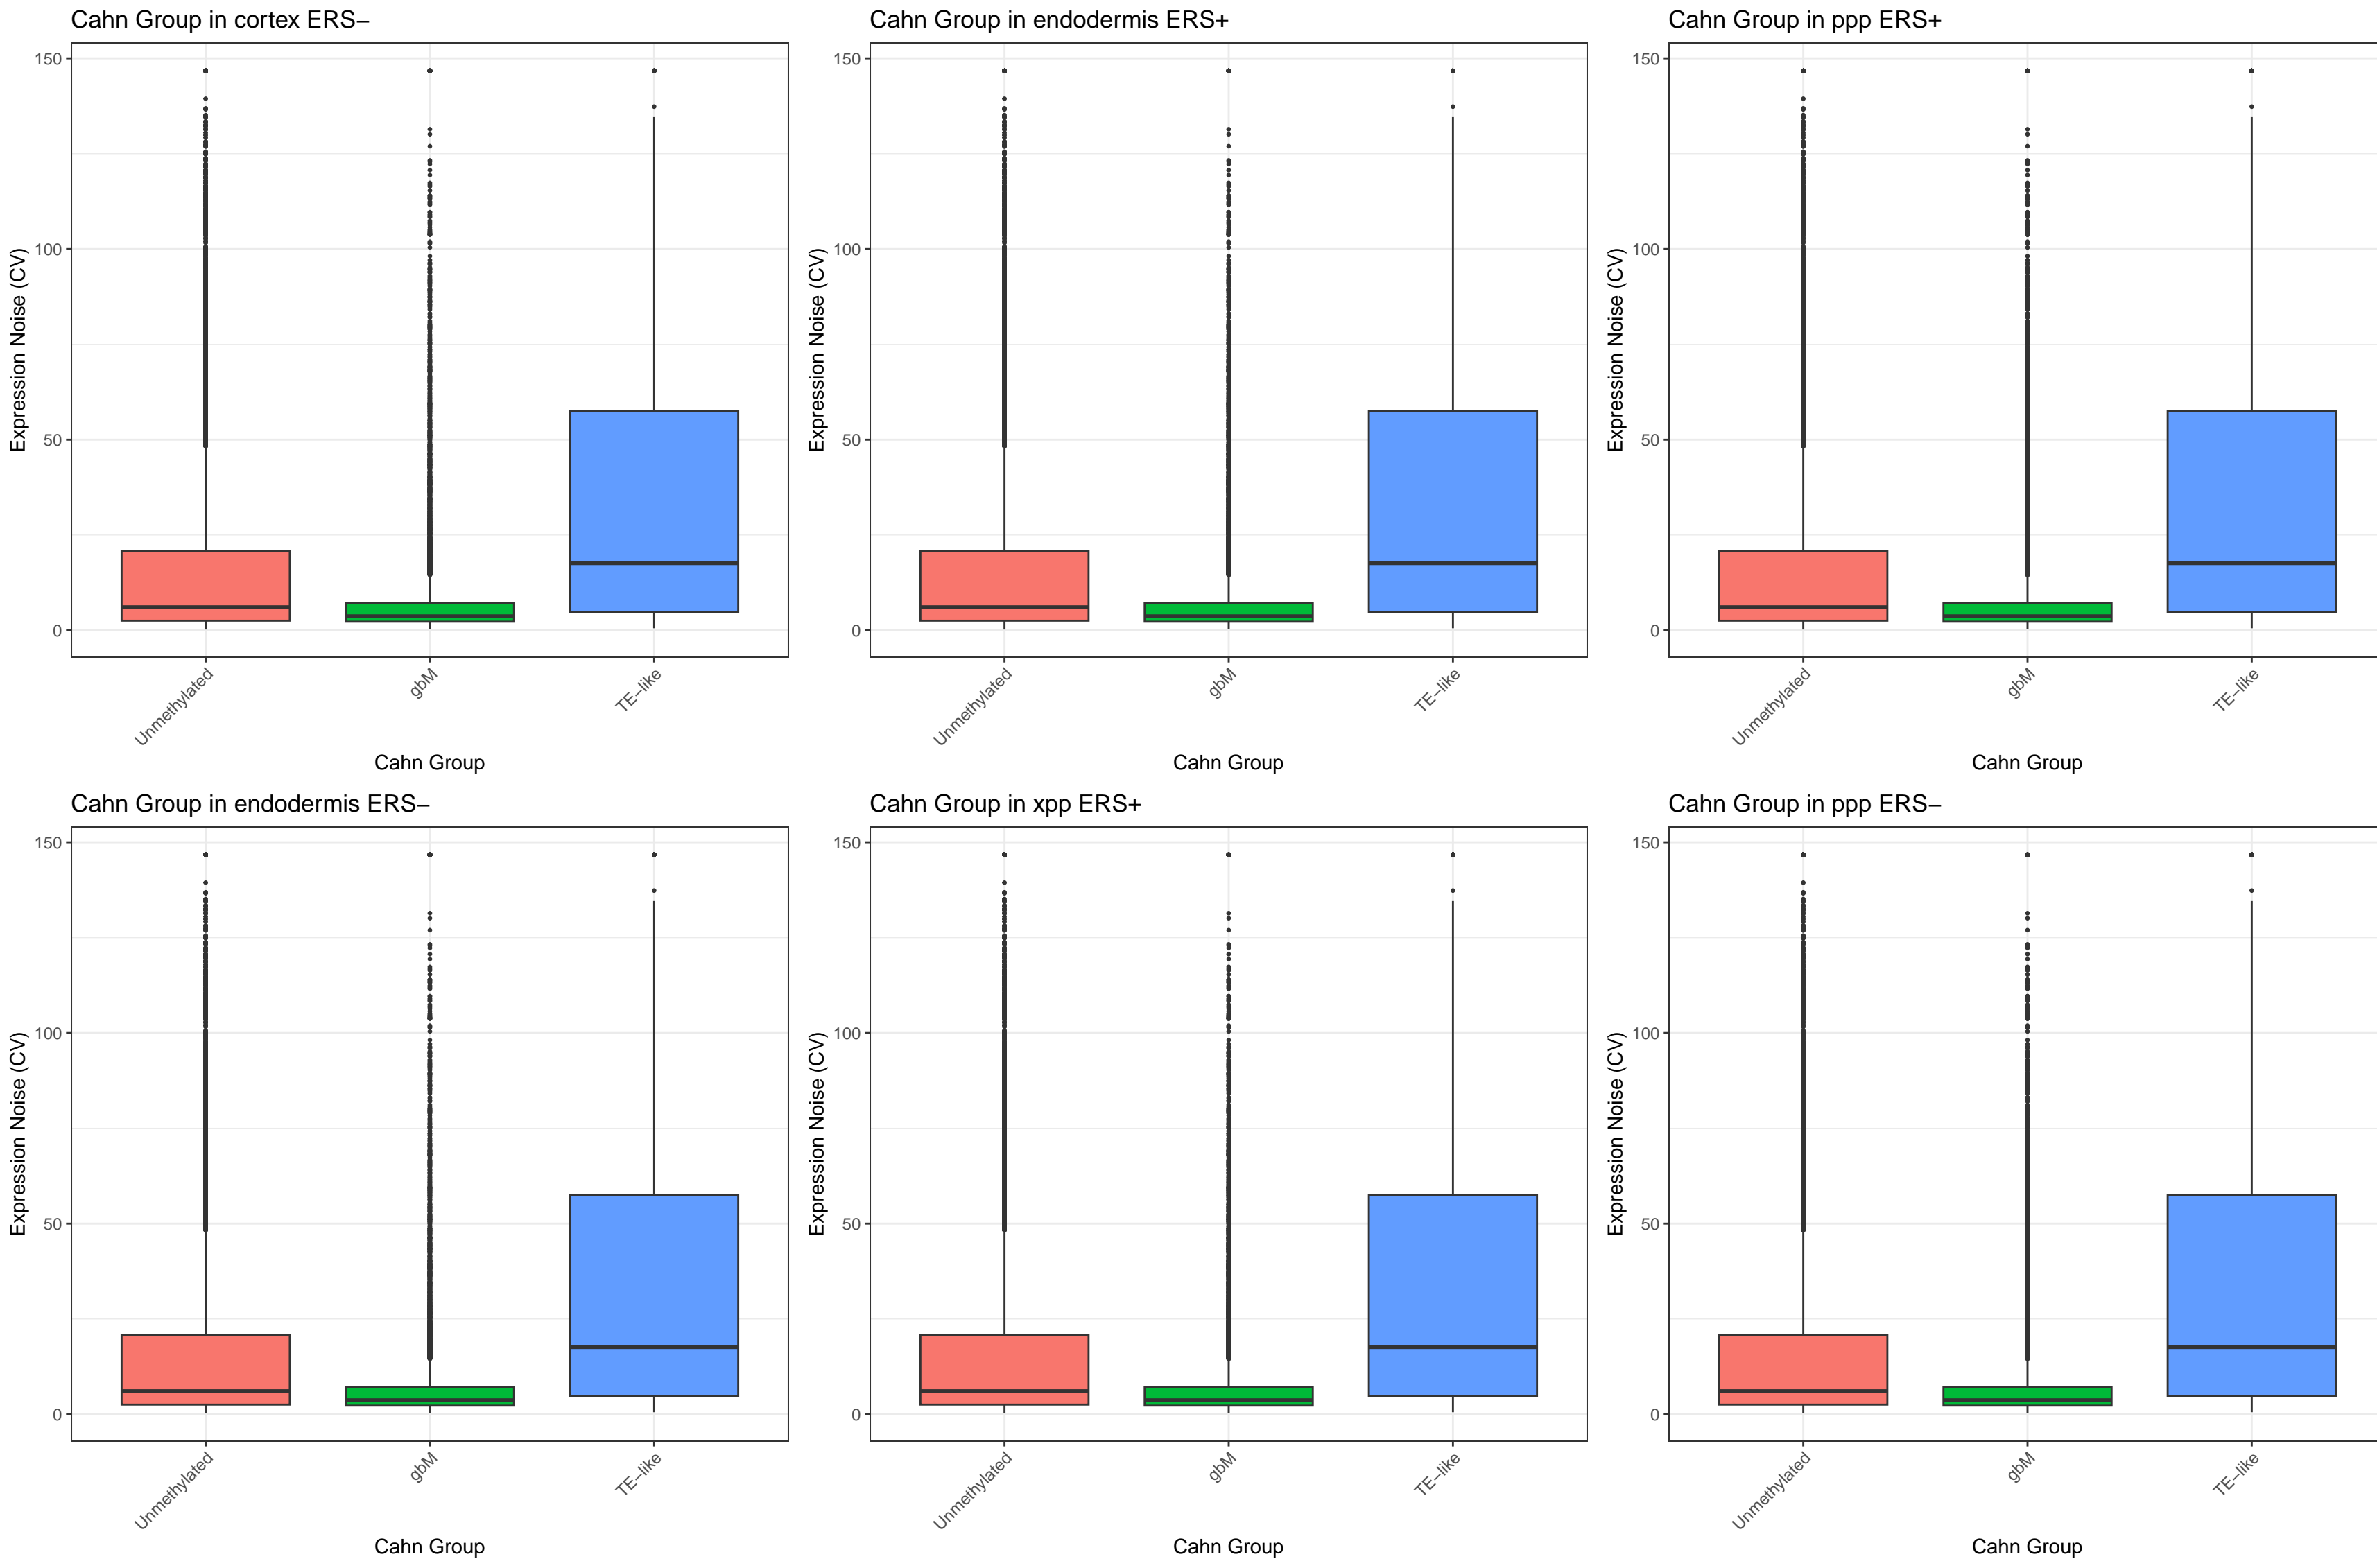 Cahn Group in cortex ERS−
Expression Noise (CV)
150
100
50
0
Unmethylated
gbM
TE−like
Cahn Group
Cahn Group in endodermis ERS+
Expression Noise (CV)
150
100
50
0
Unmethylated
gbM
TE−like
Cahn Group
Cahn Group in ppp ERS+
Expression Noise (CV)
150
100
50
0
Unmethylated
gbM
TE−like
Cahn Group
Cahn Group in endodermis ERS−
Expression Noise (CV)
150
100
50
0
Unmethylated
gbM
TE−like
Cahn Group
Cahn Group in xpp ERS+
Expression Noise (CV)
150
100
50
0
Unmethylated
gbM
TE−like
Cahn Group
Cahn Group in ppp ERS−
Expression Noise (CV)
150
100
50
0
Unmethylated
gbM
TE−like
Cahn Group